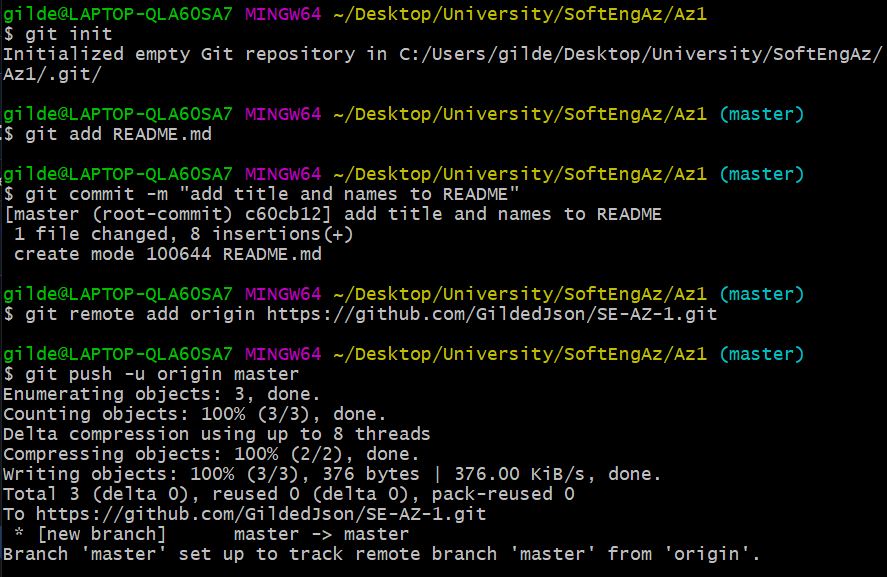 gilde@LAPTOP-QLA6OSA7 MINGW64 ~/Desktop/University/SoftEngAz/Az1
$ git init
Initialized empty Git repository in C:/Users/gilde/Desktop/University/SoftEngAz/
Az1/.git/
gilde@LAPTOP-QLA6OSA7 MINGW64 ~/Desktop/University/SoftEngAz/Az1 (master)
$ git add README.md
gilde@LAPTOP-QLA6OSA7 MINGW64 ~/Desktop/University/SoftEngAz/Az1 (master)
$ git commit -m "add title and names to README"
[master (root-commit) c60cb12] add title and names to README
 1 file changed, 8 insertions(+)
 create mode 100644 README.md
gilde@LAPTOP-QLA6OSA7 MINGW64 ~/Desktop/University/SoftEngAz/Az1 (master)
$ git remote add origin https://github.com/GildedJson/SE-AZ-1.git
gilde@LAPTOP-QLA6OSA7 MINGW64 ~/Desktop/University/SoftEngAz/Az1 (master)
$ git push -u origin master
Enumerating objects: 3, done.
Counting objects: 100% (3/3), done.
Delta compression using up to 8 threads
Compressing objects: 100% (2/2), done.
Writing objects: 100% (3/3), 376 bytes | 376.00 KiB/s, done.
Total 3 (delta 0), reused 0 (delta 0), pack-reused 0
To https://github.com/GildedJson/SE-AZ-1.git
 * [new branch]      master -> master
Branch 'master' set up to track remote branch 'master' from 'origin'.